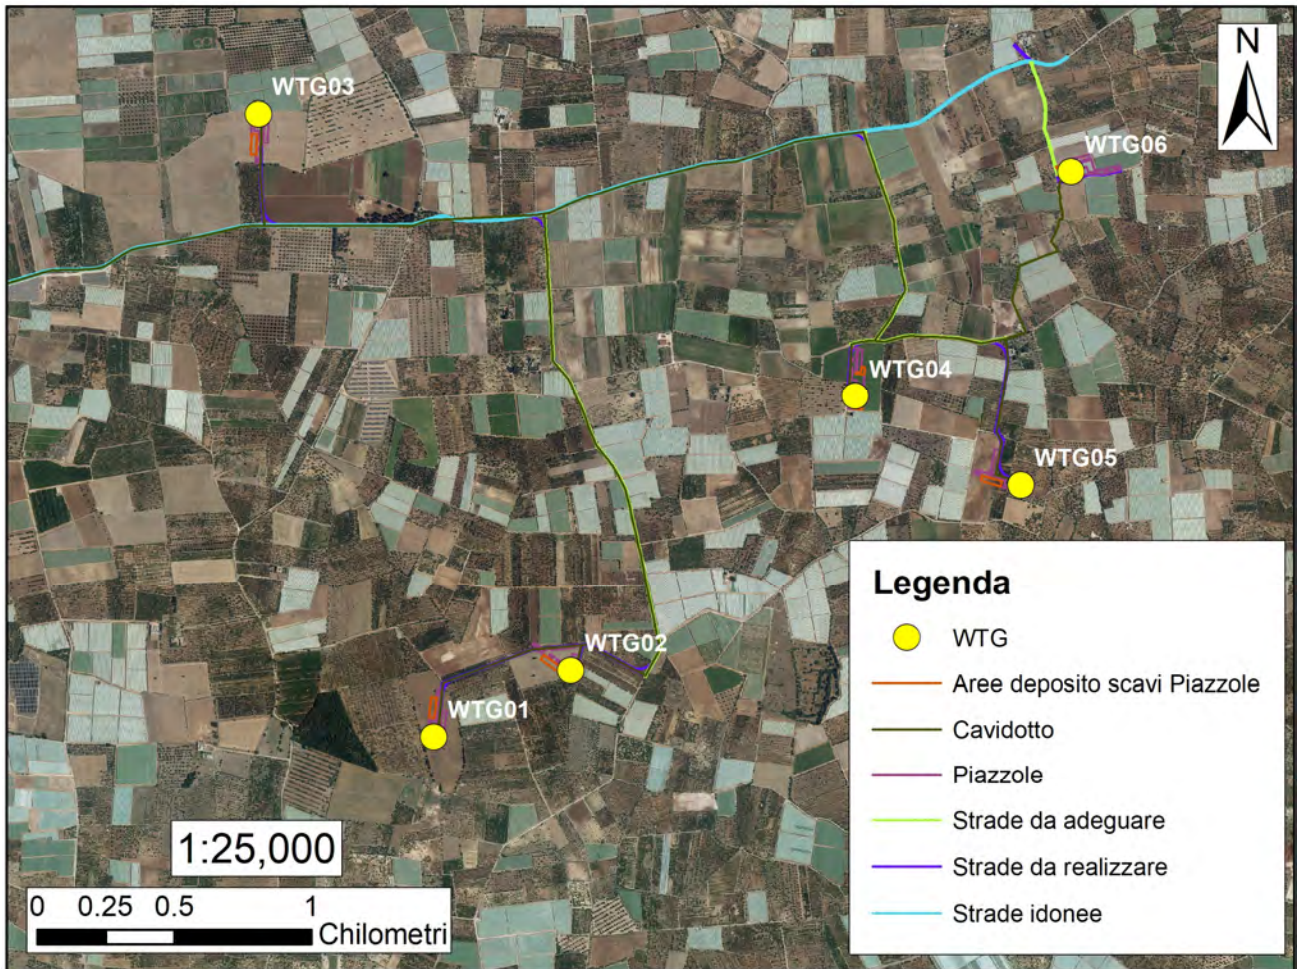 WTG03
N
WTG06
WTG04
WTG05
WTG02
WTG01
Legenda
WTG
Aree deposito scavi Piazzole
Cavidotto
Piazzole
Strade da adeguare
Strade da realizzare
Strade idonee
1:25,000
0 0.25 0.5 1
Chilometri